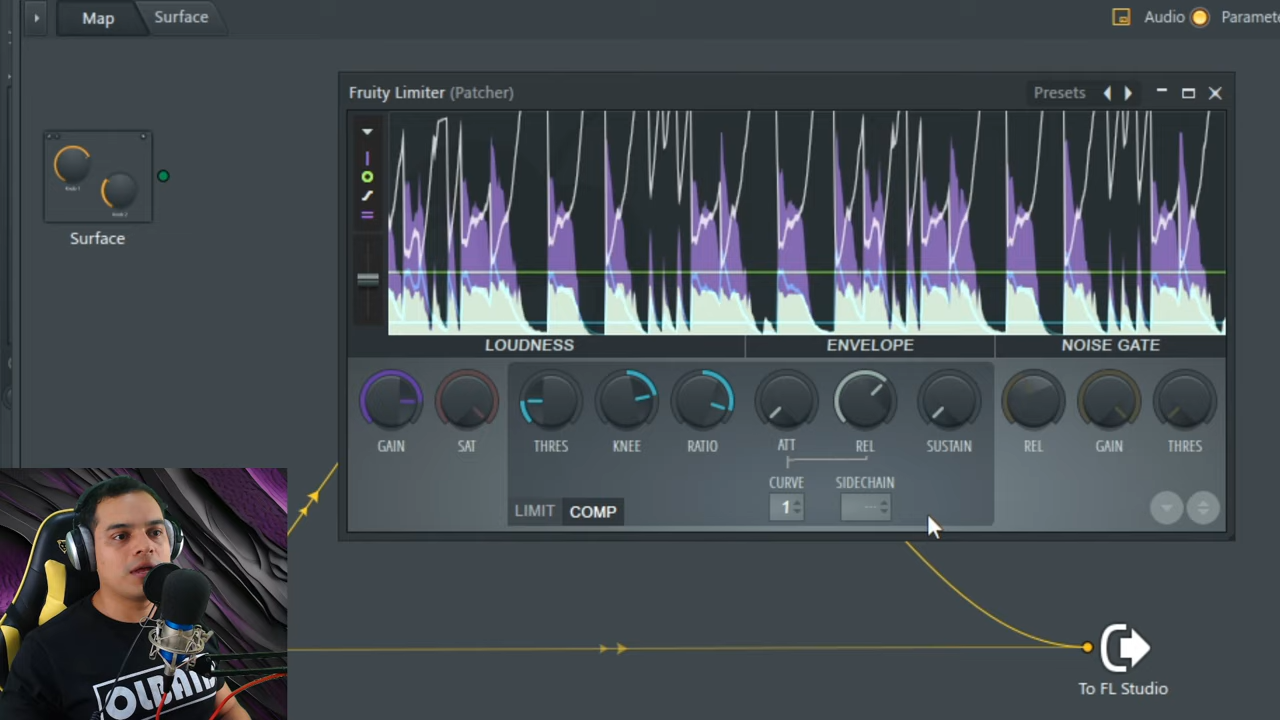 Map
Surface
Audio
Paramete
Fruity Limiter (Patcher)
Presets
Surface
LOUDNESS
ENVELOPE
NOISE GATE
GAIN
SAT
THRES
KNEE
RATIO
ATT
REL
SUSTAIN
REL
GAIN
THRES
CURVE
SIDECHAIN
LIMIT
COMP
1
---
To FL Studio